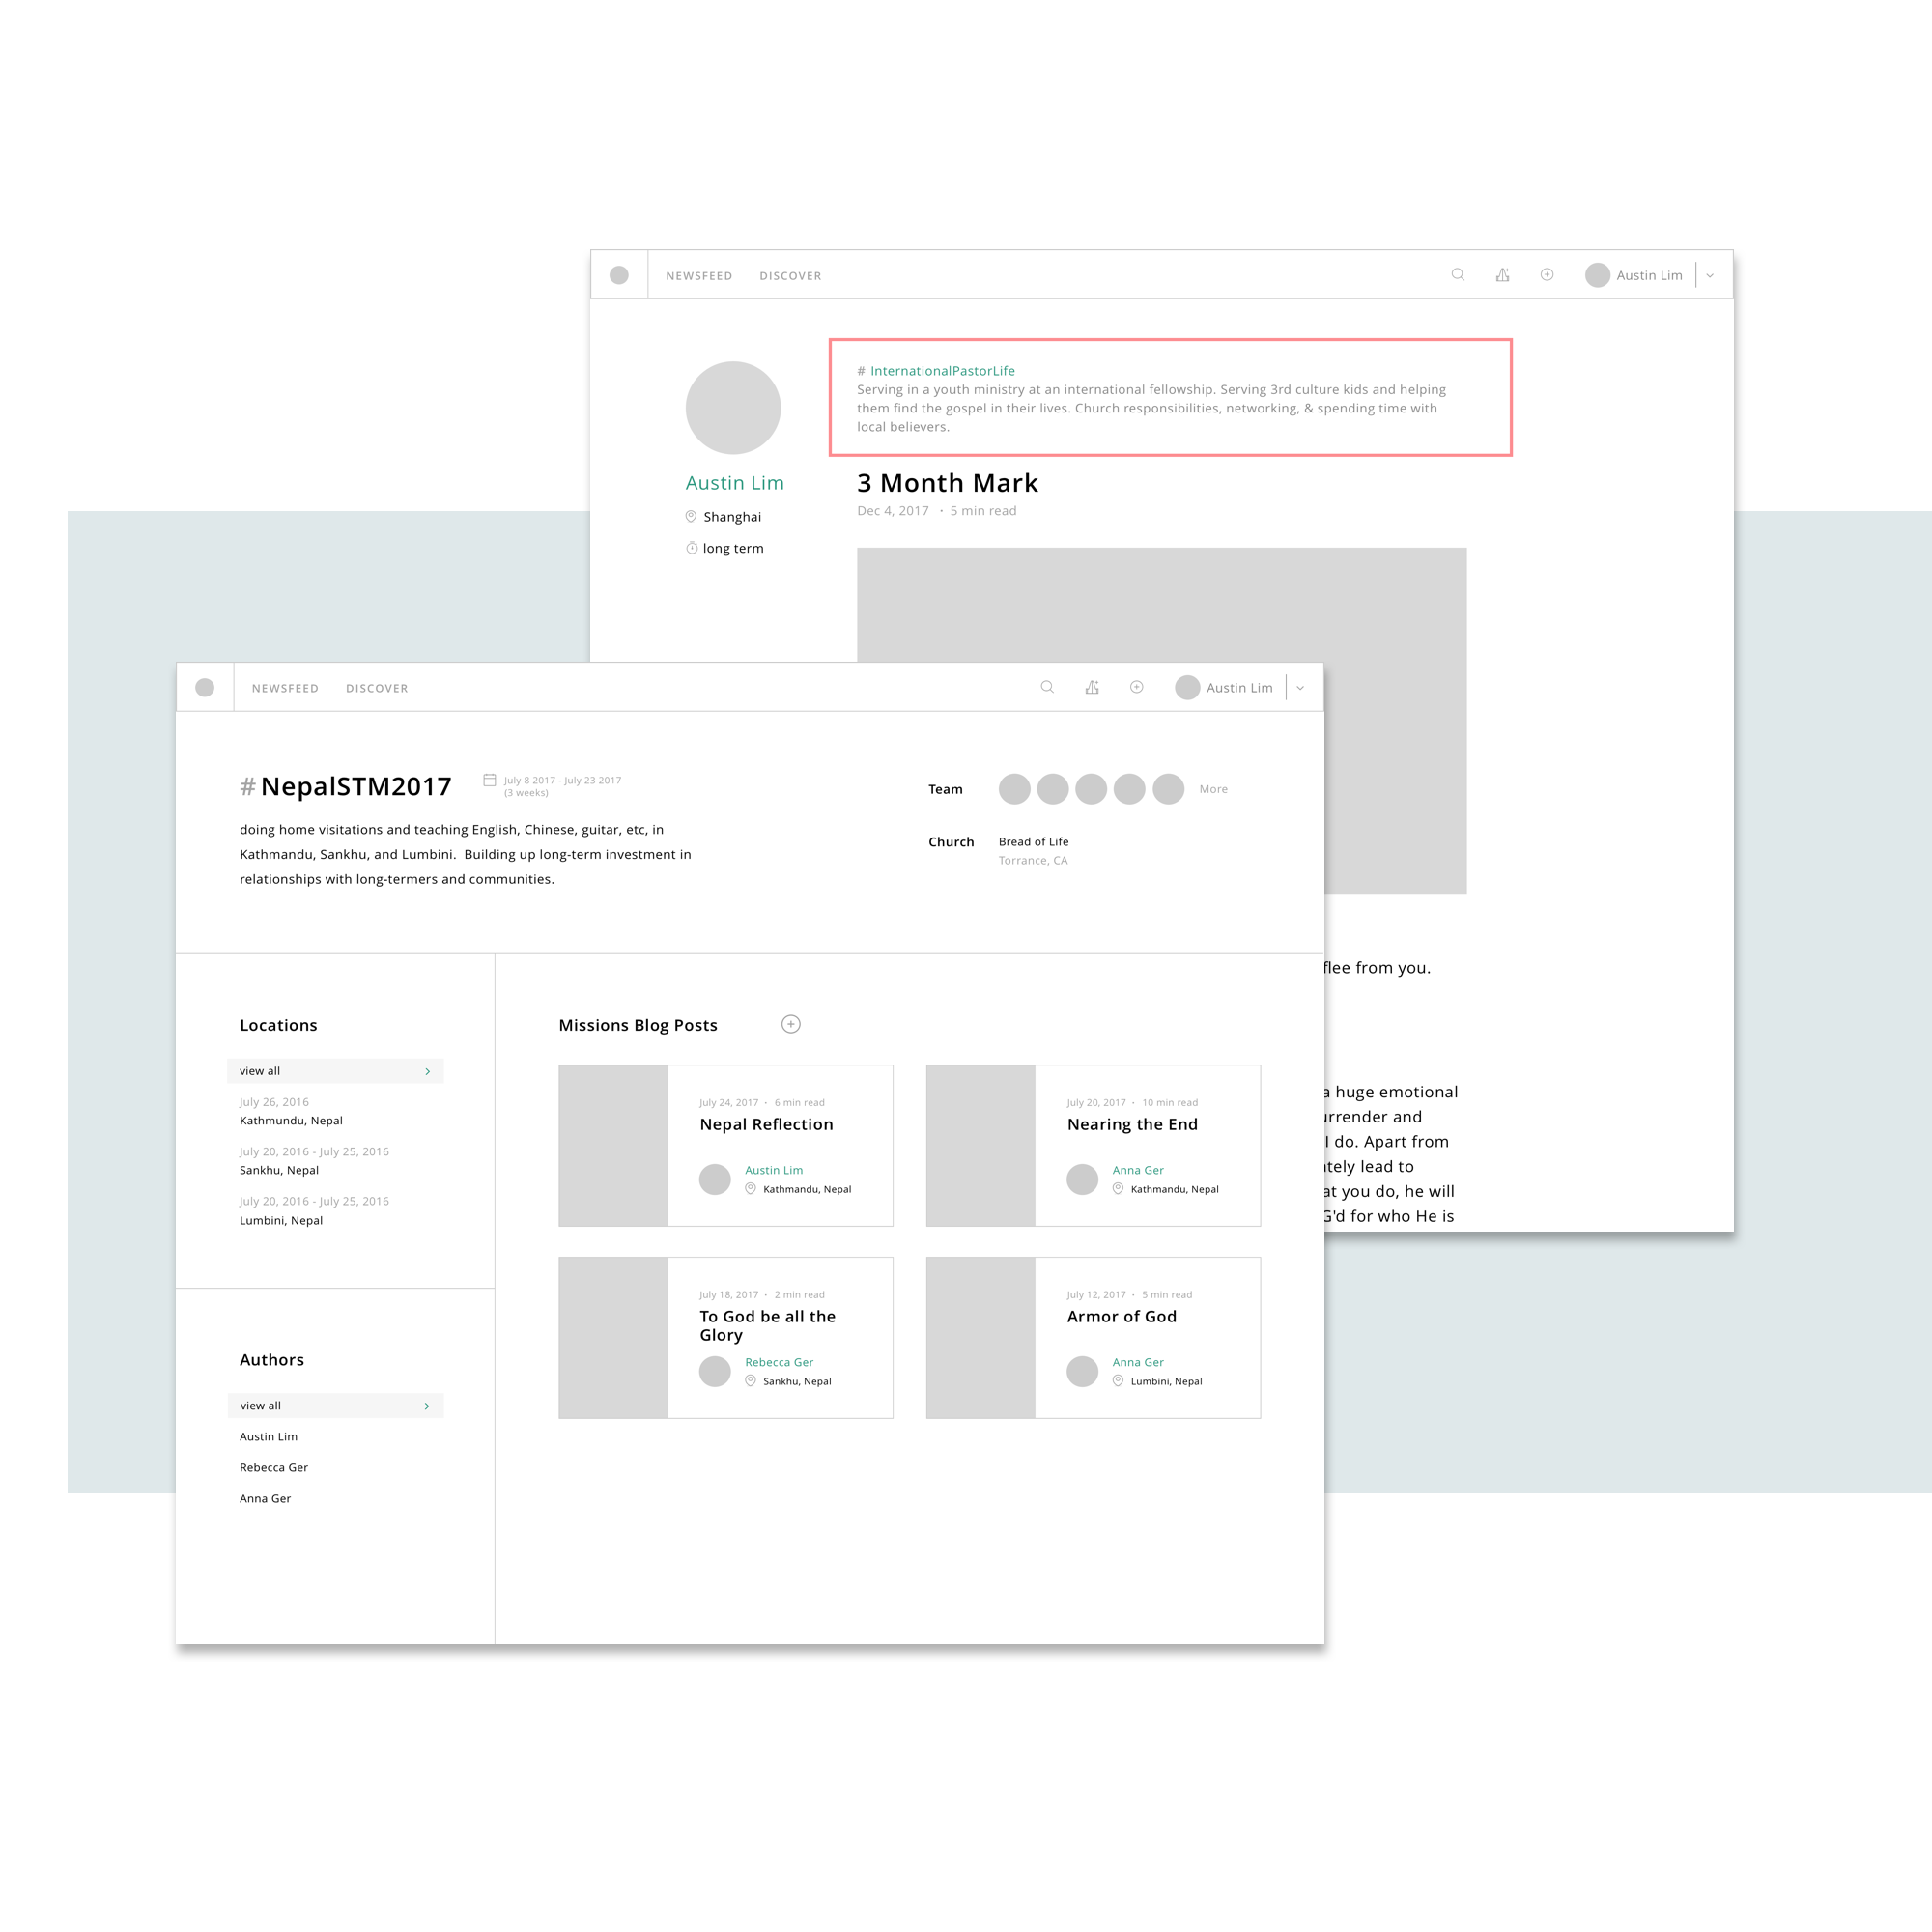 NEWSFEED DISCOVER Austin Lim
# InternationalPastorLife
Serving in a youth ministry at an international fellowship. Serving 3rd culture kids and helping
them find the gospel in their lives. Church responsibilities, networking, & spending time with
local believers.
Austin Lim
Shanghai
long term
3 Month Mark
Dec 4, 2017 · 5 min read
flee from you.
a huge emotional
urrender and
I do. Apart from
ately lead to
at you do, he will
G'd for who He is
NEWSFEED DISCOVER Austin Lim
# NepalSTM2017
July 8 2017 - July 23 2017
(3 weeks)
doing home visitations and teaching English, Chinese, guitar, etc, in
Kathmandu, Sankhu, and Lumbini. Building up long-term investment in
relationships with long-termers and communities.
Team More
Church Bread of Life
Torrance, CA
Locations
view all
July 26, 2016
Kathmundu, Nepal
July 20, 2016 - July 25, 2016
Sankhu, Nepal
July 20, 2016 - July 25, 2016
Lumbini, Nepal
Authors
view all
Austin Lim
Rebecca Ger
Anna Ger
Missions Blog Posts
July 24, 2017 · 6 min read
Nepal Reflection
Austin Lim
Kathmandu, Nepal
July 20, 2017 · 10 min read
Nearing the End
Anna Ger
Kathmandu, Nepal
July 18, 2017 · 2 min read
To God be all the
Glory
Rebecca Ger
Sankhu, Nepal
July 12, 2017 · 5 min read
Armor of God
Anna Ger
Lumbini, Nepal